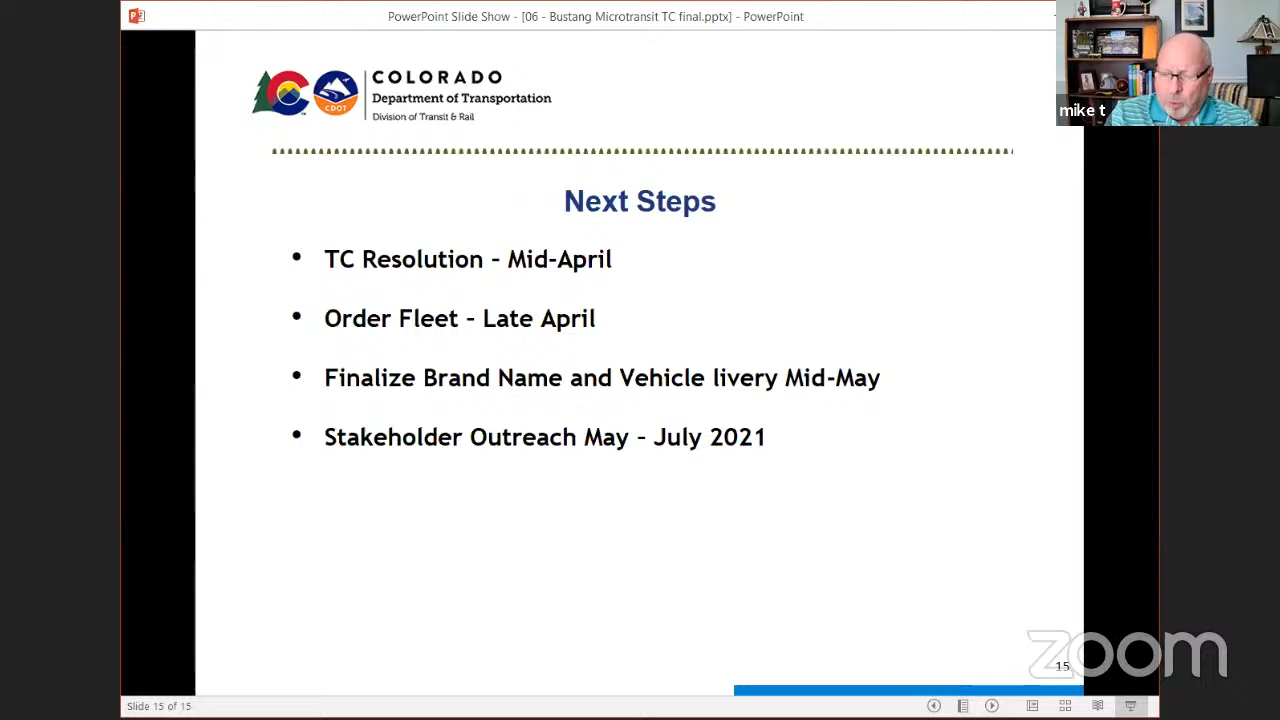 PowerPoint Slide Show - [06 - Bustang Microtransit TC final.pptx] - PowerPoint
mike t
COLORADO
Department of Transportation
Division of Transit & Rail
CDOT
Next Steps
• TC Resolution – Mid-April
• Order Fleet – Late April
• Finalize Brand Name and Vehicle livery Mid-May
• Stakeholder Outreach May – July 2021
zoom
15
Slide 15 of 15